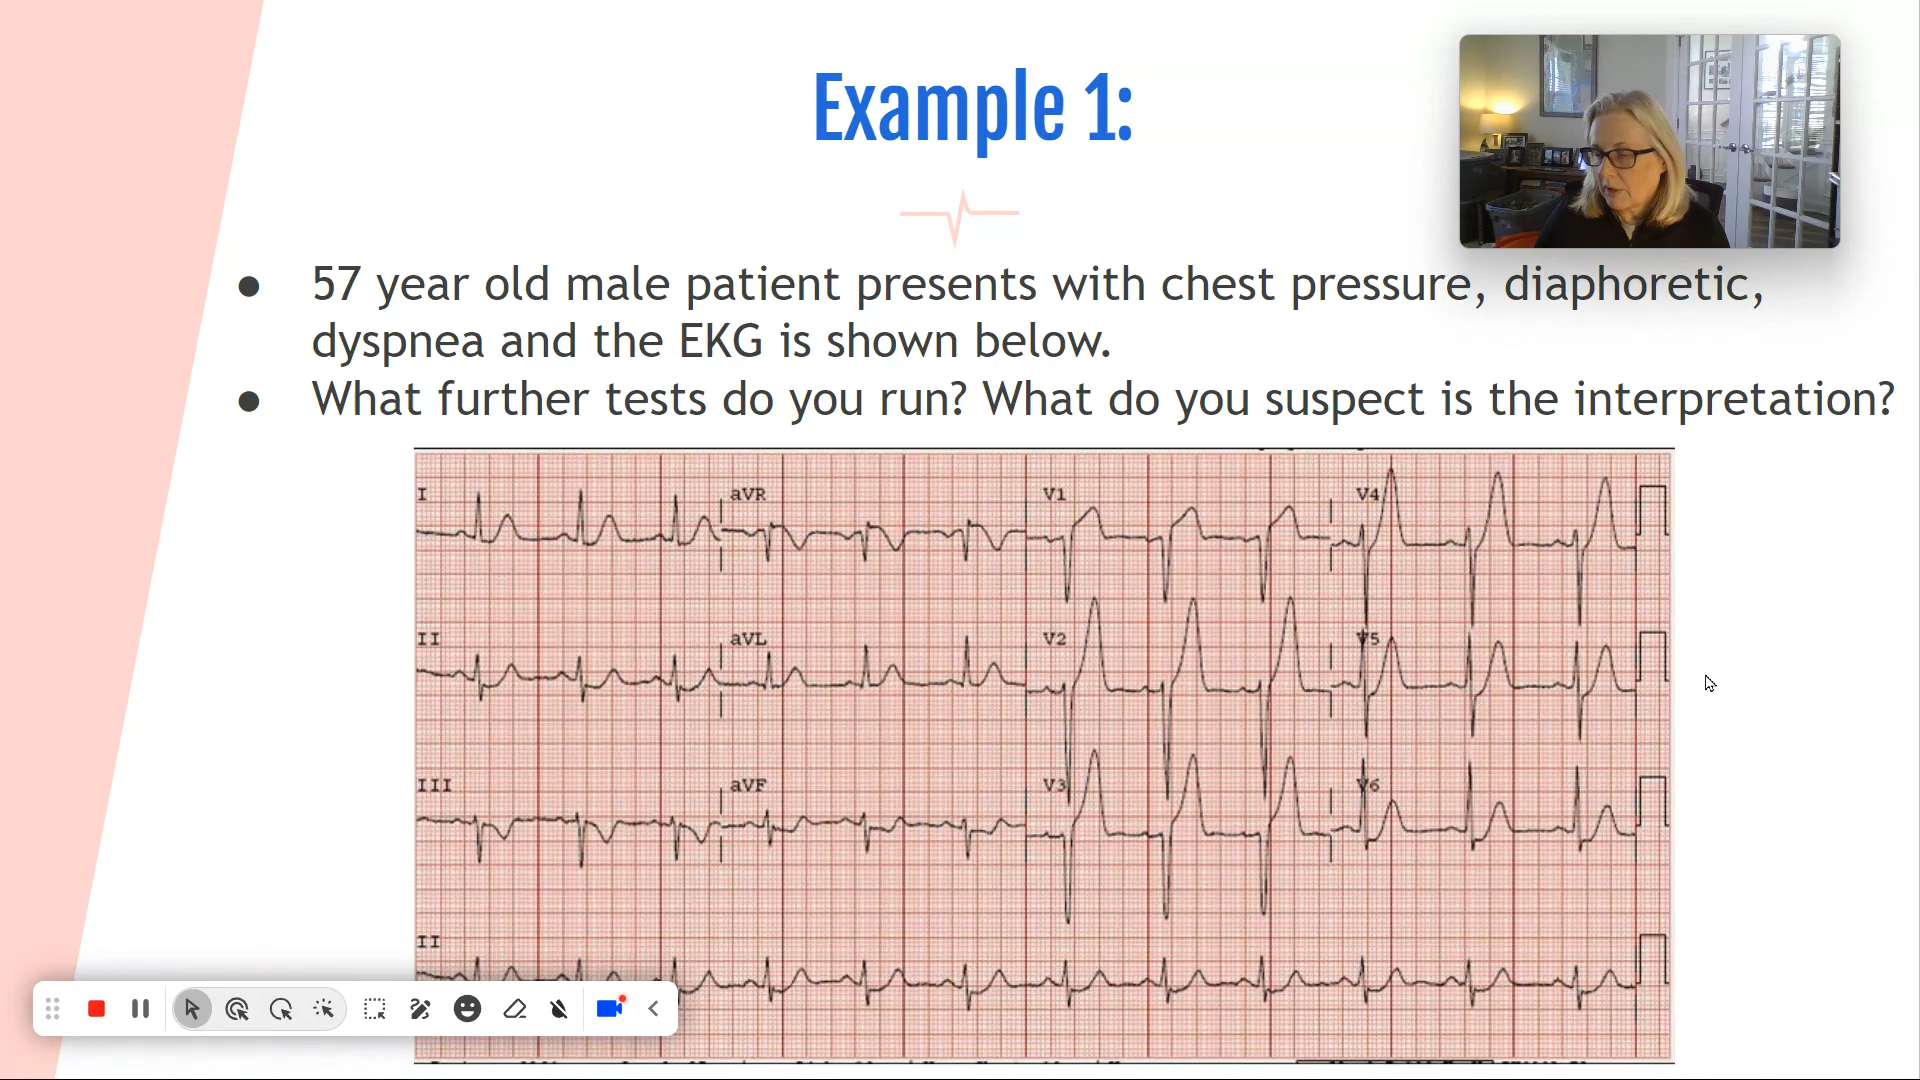 Example 1:
● 57 year old male patient presents with chest pressure, diaphoretic,
dyspnea and the EKG is shown below.
● What further tests do you run? What do you suspect is the interpretation?
I aVR V1 V4
II aVL V2 V5
III aVF V3 V6
II